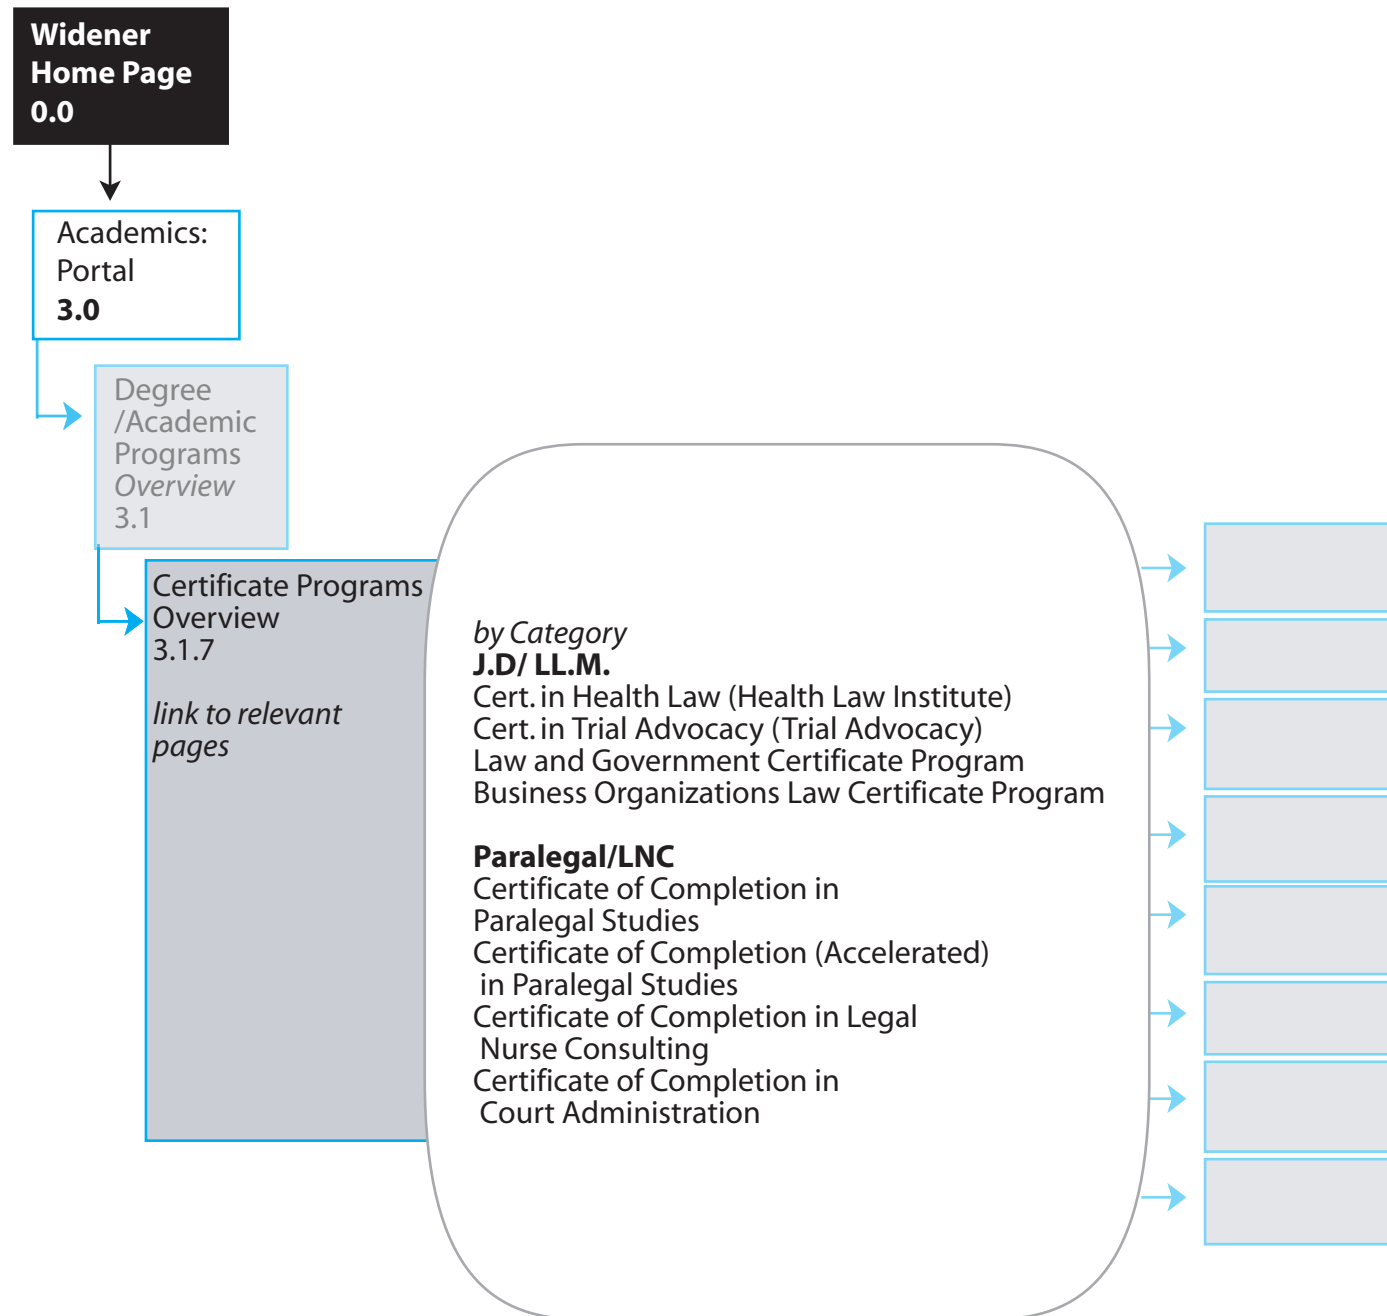 Widener
Home Page
0.0
Academics:
Portal
3.0
Degree
/Academic
Programs
Overview
3.1
Certificate Programs
Overview
3.1.7
link to relevant
pages
by Category
J.D/ LL.M.
Cert. in Health Law (Health Law Institute)
Cert. in Trial Advocacy (Trial Advocacy)
Law and Government Certificate Program
Business Organizations Law Certificate Program
Paralegal/LNC
Certificate of Completion in
Paralegal Studies
Certificate of Completion (Accelerated)
in Paralegal Studies
Certificate of Completion in Legal
Nurse Consulting
Certificate of Completion in
Court Administration